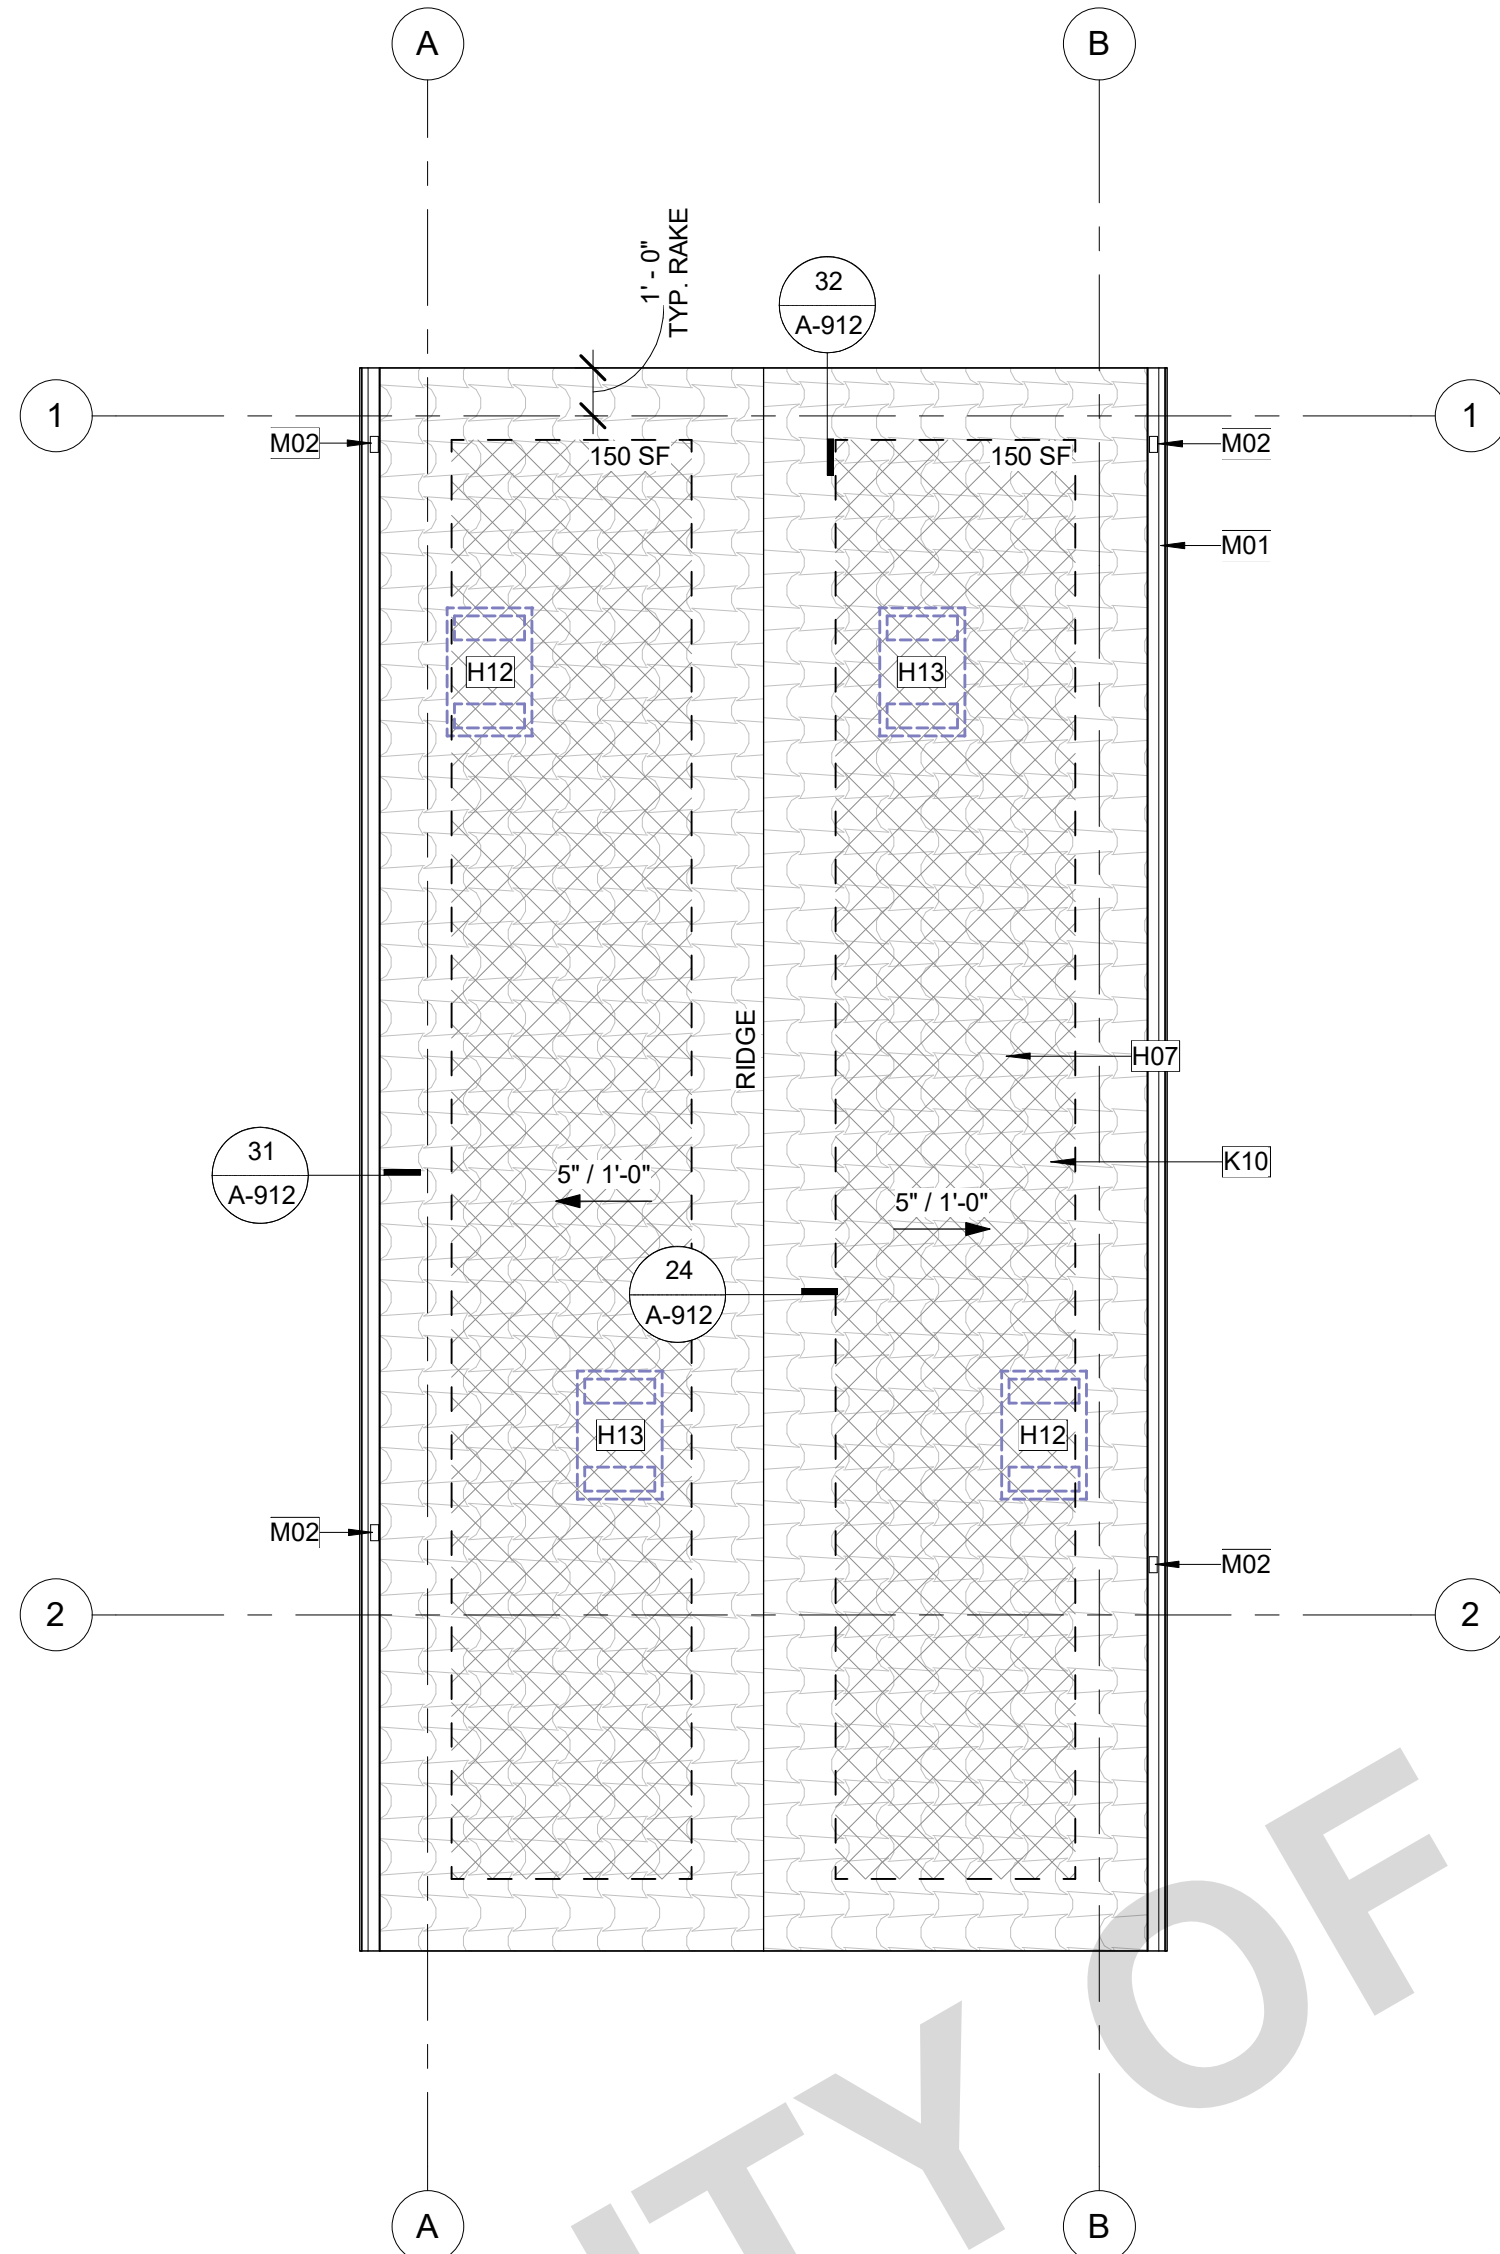 A
B
1' - 0"
TYP. RAKE
32
A-912
1
1
M02
M02
150 SF
150 SF
M01
H12
H13
RIDGE
H07
31
A-912
K10
5" / 1'-0"
5" / 1'-0"
24
A-912
H13
H12
M02
M02
2
2
A
B
ITY OF